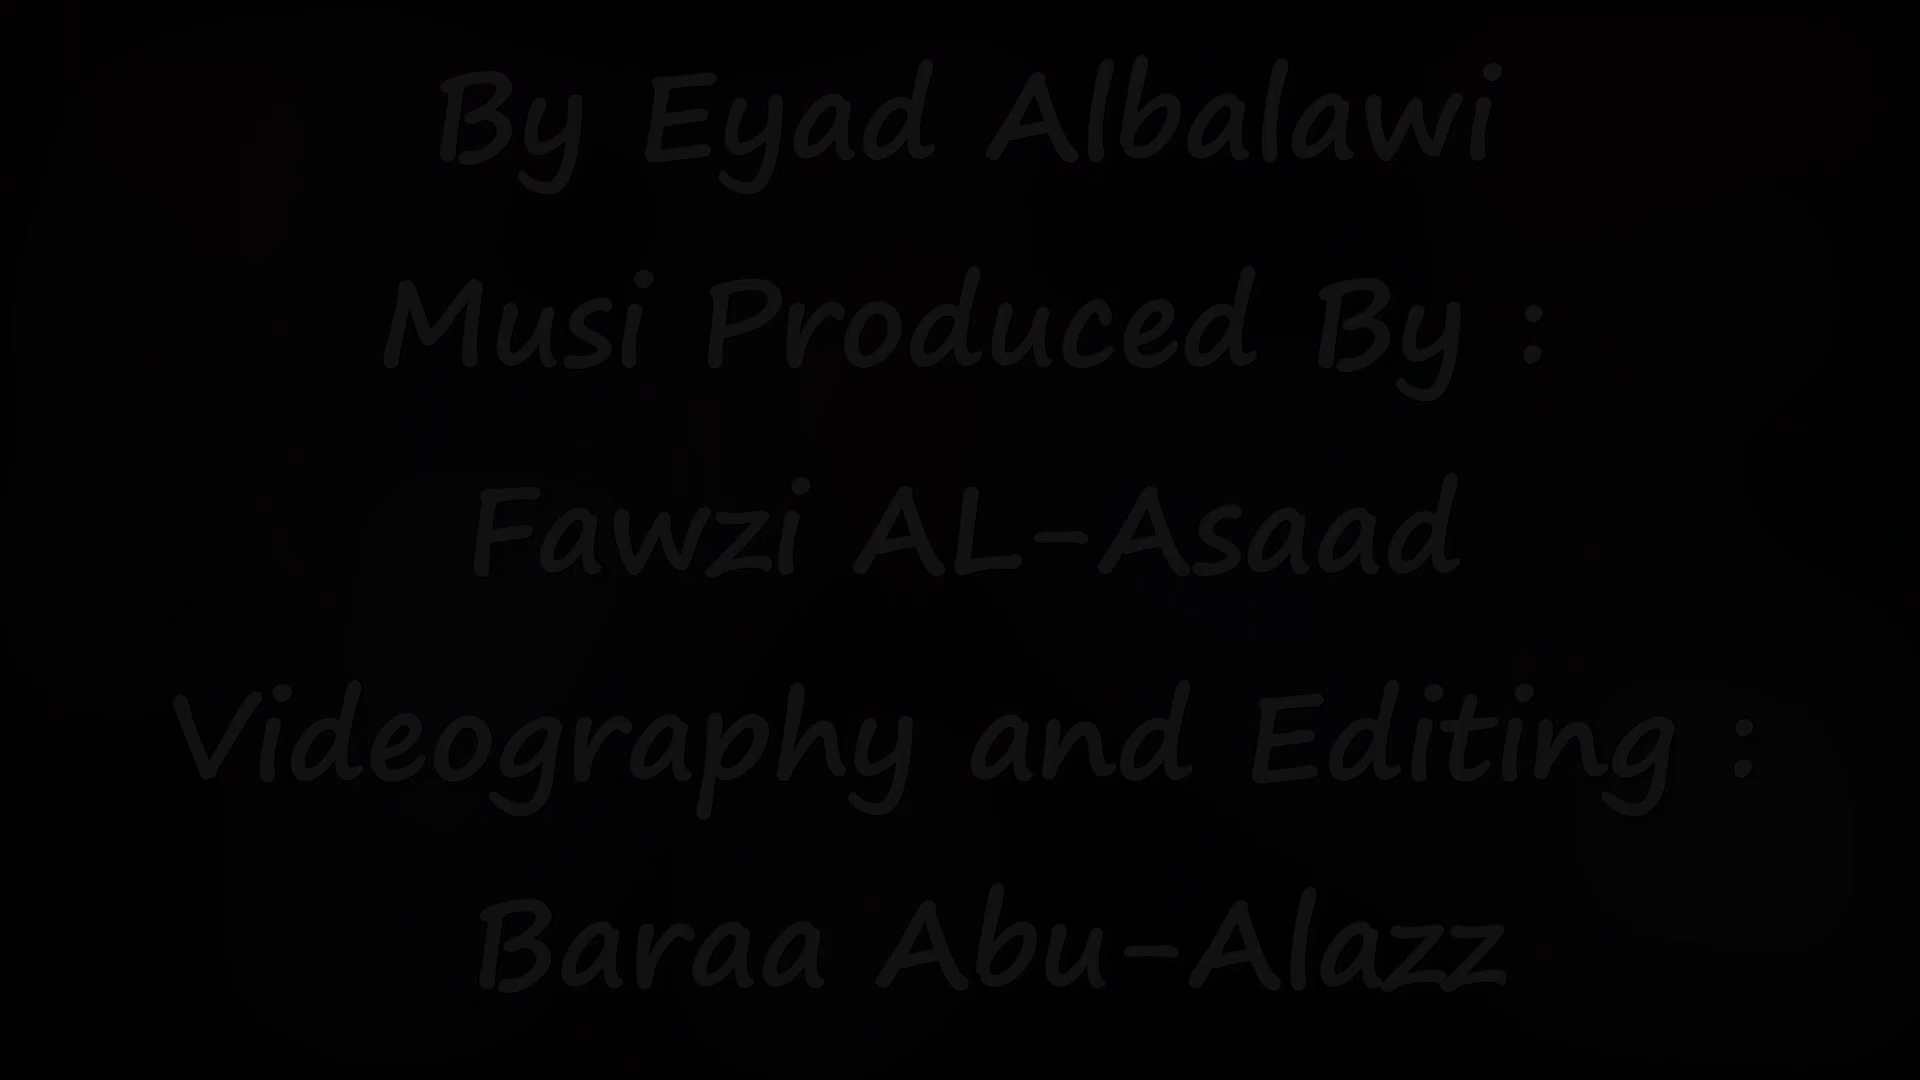 By Eyad Albalawi
Musi Produced By :
Fawzi AL-Asaad
Videography and Editing :
Baraa Abu-Alazz